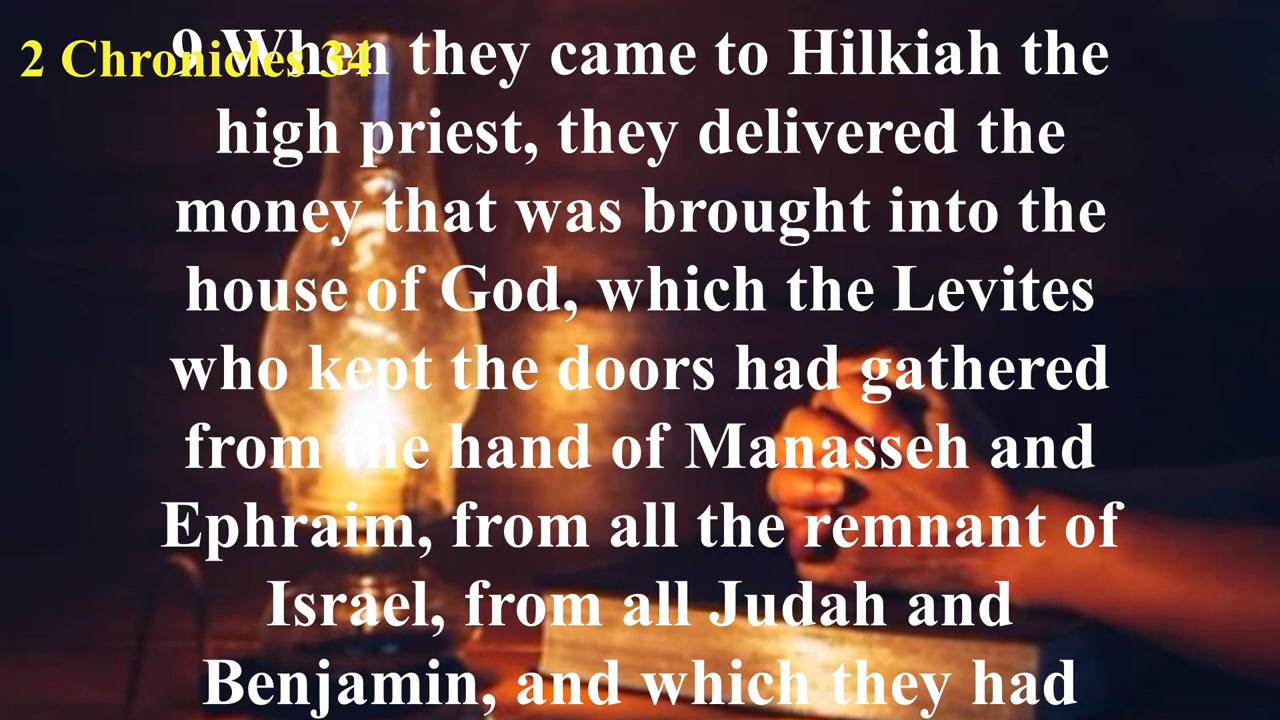 2 Chronicles 34
9 When they came to Hilkiah the
high priest, they delivered the
money that was brought into the
house of God, which the Levites
who kept the doors had gathered
from the hand of Manasseh and
Ephraim, from all the remnant of
Israel, from all Judah and
Benjamin, and which they had